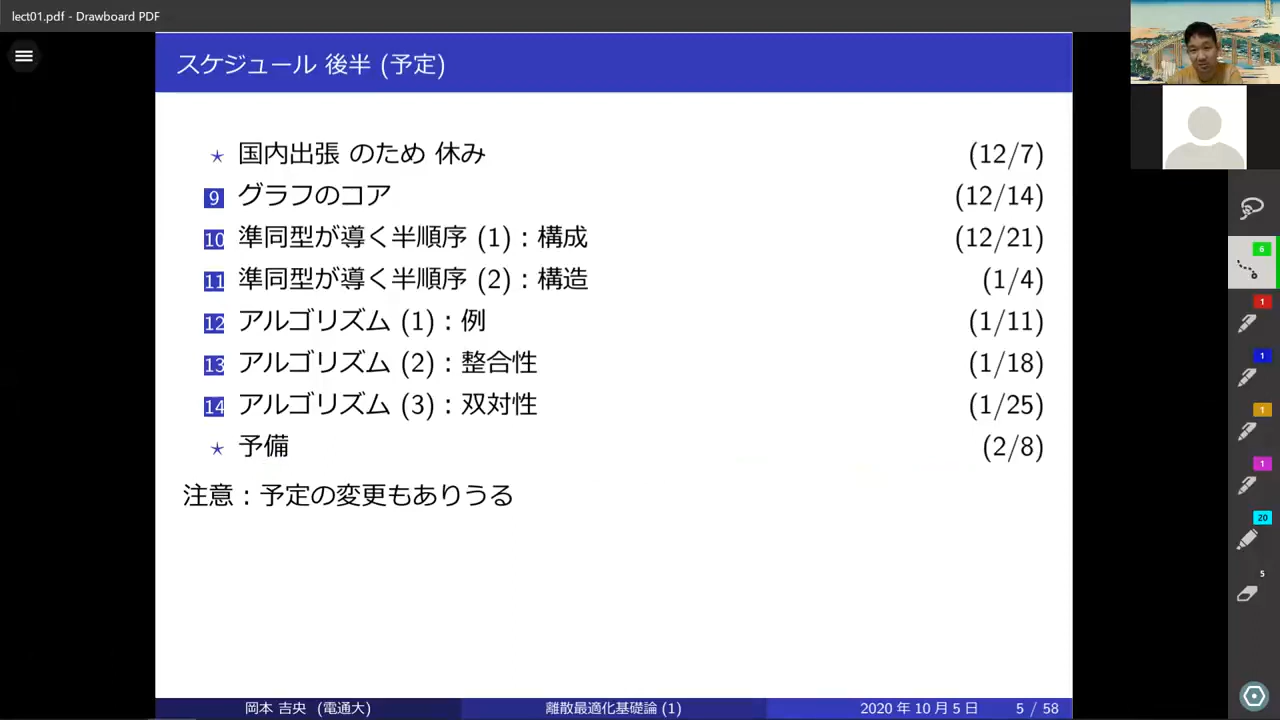 lect01.pdf - Drawboard PDF
スケジュール 後半 (予定)
⋆ 国内出張 のため 休み (12/7)
9 グラフのコア (12/14)
10 準同型が導く半順序 (1) : 構成 (12/21)
11 準同型が導く半順序 (2) : 構造 (1/4)
12 アルゴリズム (1) : 例 (1/11)
13 アルゴリズム (2) : 整合性 (1/18)
14 アルゴリズム (3) : 双対性 (1/25)
⋆ 予備 (2/8)
注意 : 予定の変更もありうる
岡本 吉央 (電通大) 離散最適化基礎論 (1) 2020 年 10 月 5 日 5 / 58
6
1
1
1
1
20
5